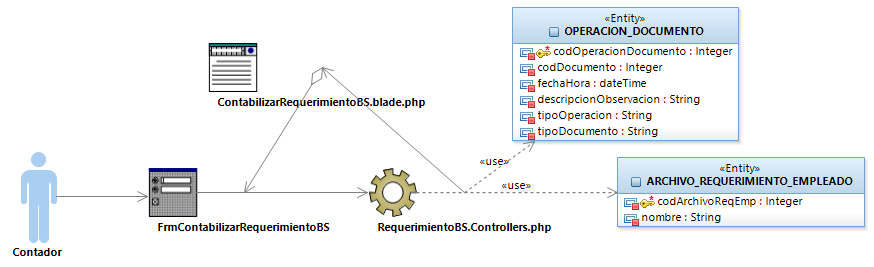 «Entity»
OPERACION_DOCUMENTO
codOperacionDocumento : Integer
codDocumento : Integer
fechaHora : dateTime
descripcionObservacion : String
tipoOperacion : String
tipoDocumento : String
ContabilizarRequerimientoBS.blade.php
«use»
«Entity»
ARCHIVO_REQUERIMIENTO_EMPLEADO
codArchivoReqEmp : Integer
nombre : String
«use»
Contador
FrmContabilizarRequerimientoBS
RequerimientoBS.Controllers.php